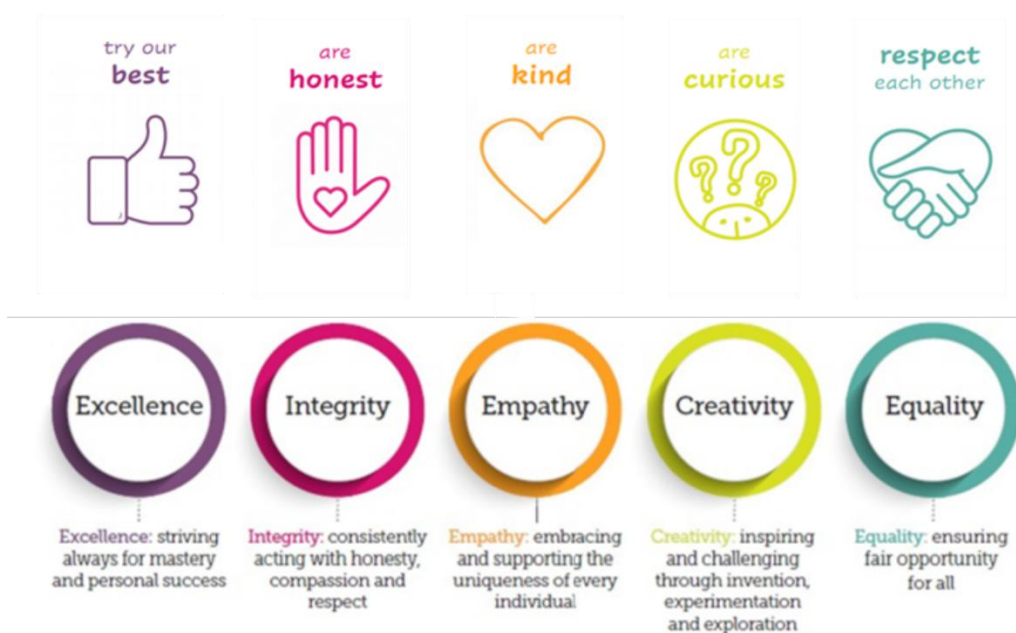 try our
best
are
honest
are
kind
are
curious
respect
each other
Excellence
Integrity
Empathy
Creativity
Equality
Excellence: striving
always for mastery
and personal success
Integrity: consistently
acting with honesty,
compassion and
respect
Empathy: embracing
and supporting the
uniqueness of every
individual
Creativity: inspiring
and challenging
through invention,
experimentation
and exploration
Equality: ensuring
fair opportunity
for all